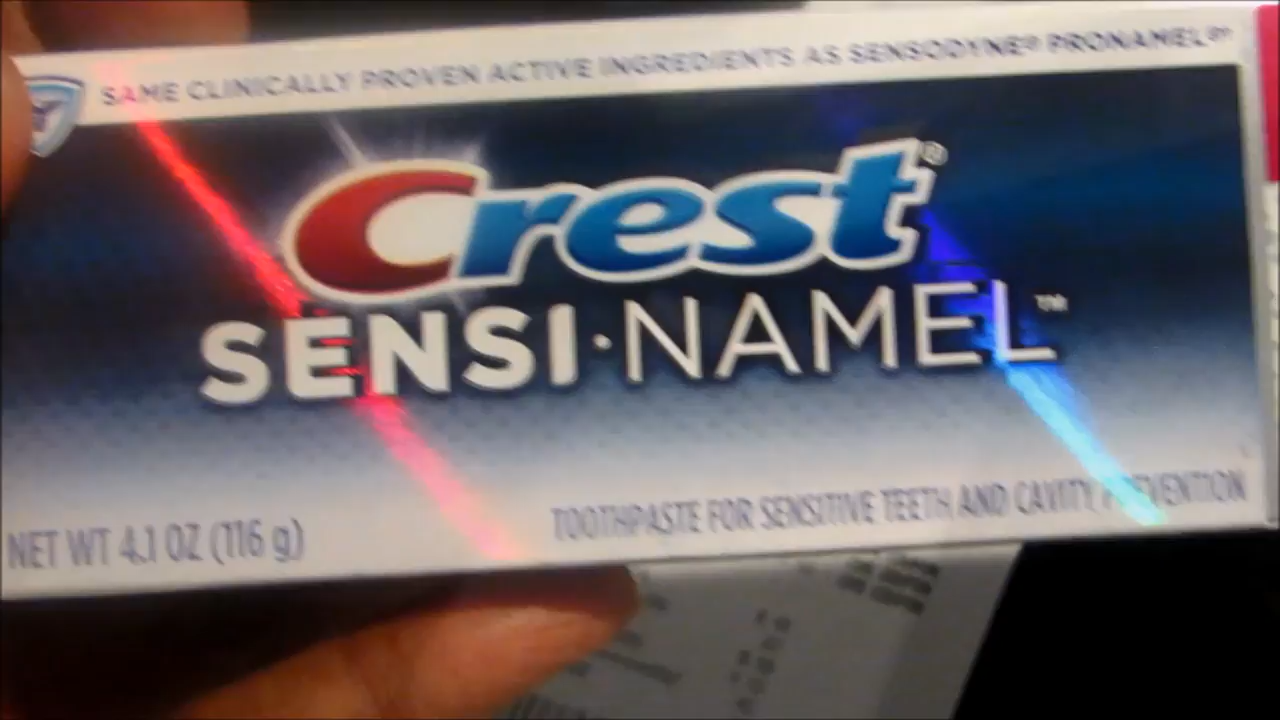 SAME CLINICALLY PROVEN ACTIVE INGREDIENTS AS SENSODYNE® PRONAMEL®*
Crest®
SENSI·NAMEL™
NET WT 4.1 OZ (116 g)
TOOTHPASTE FOR SENSITIVE TEETH AND CAVITY PREVENTION